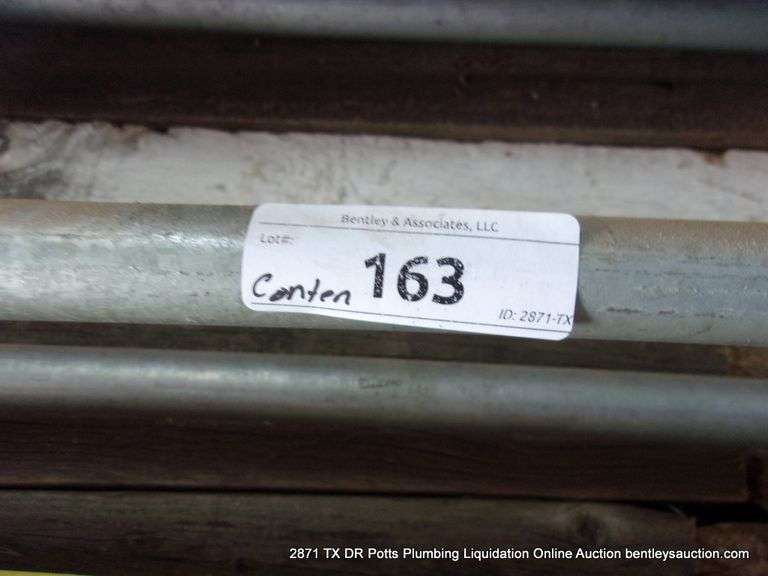 Bentley & Associates, LLC
Lot#:
Conten 163
ID: 2871-TX
2871 TX DR Potts Plumbing Liquidation Online Auction bentleysauction.com